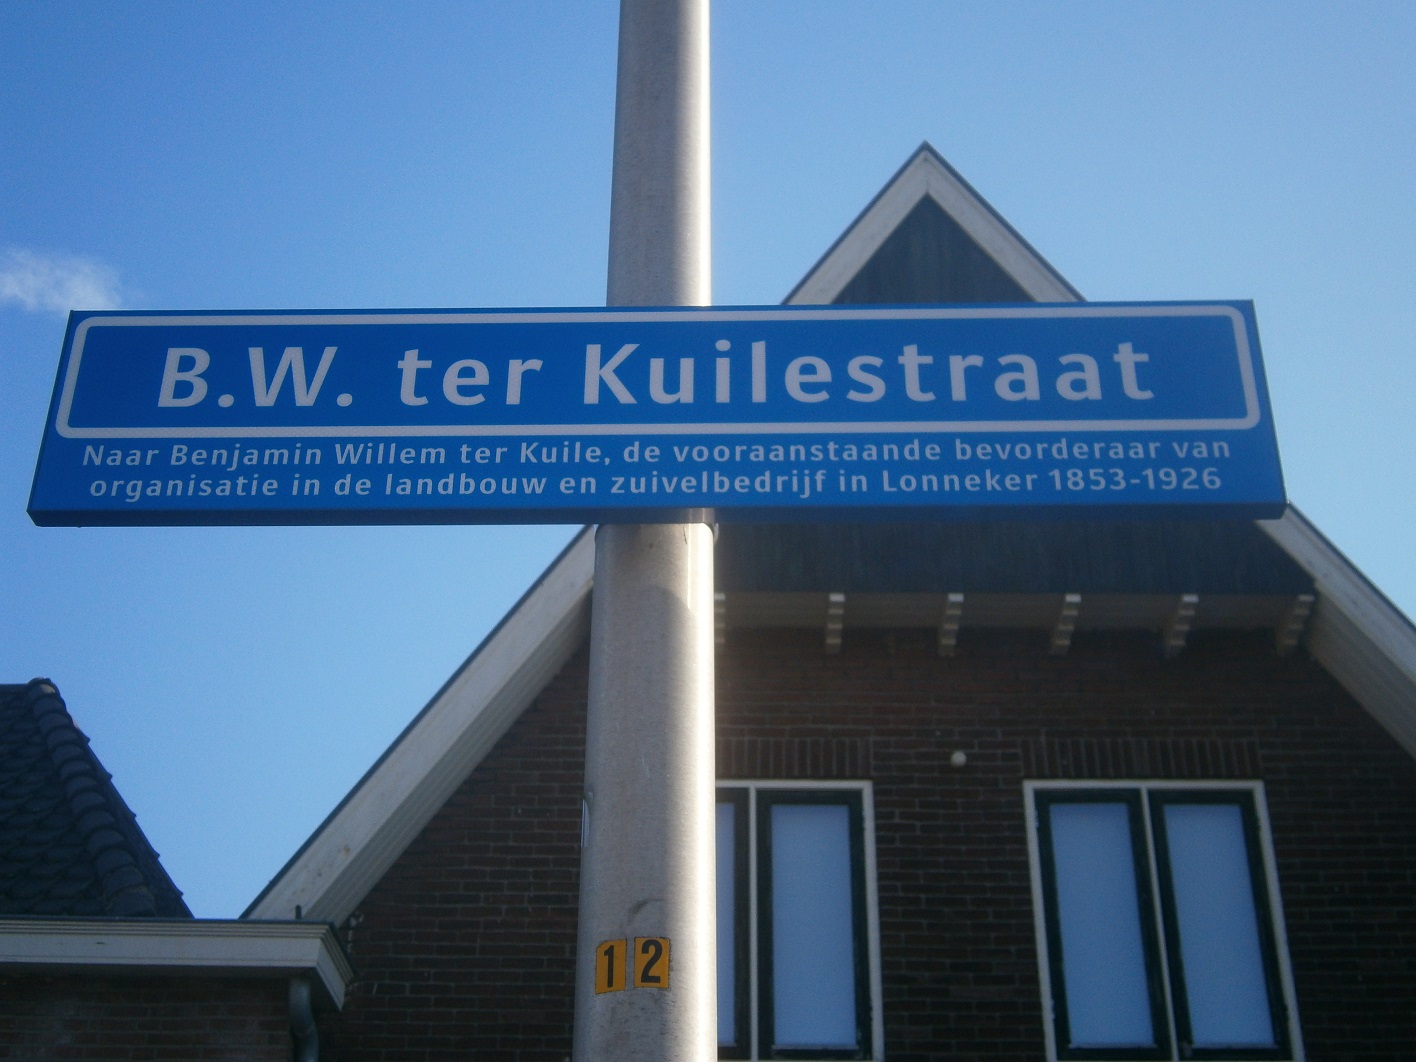 B.W. ter Kuilestraat
Naar Benjamin Willem ter Kuile, de vooraanstaande bevorderaar van
organisatie in de landbouw en zuivelbedrijf in Lonneker 1853-1926
12